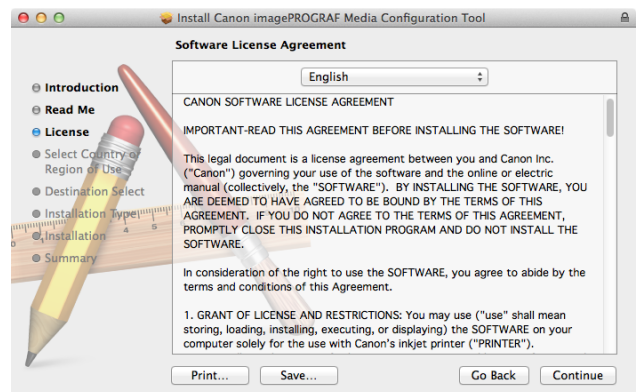 Install Canon imagePROGRAF Media Configuration Tool
Software License Agreement
Introduction
Read Me
License
Select Country or
Region of Use
Destination Select
Installation Type
Installation
Summary
4 5
English
CANON SOFTWARE LICENSE AGREEMENT
IMPORTANT-READ THIS AGREEMENT BEFORE INSTALLING THE SOFTWARE!
This legal document is a license agreement between you and Canon Inc.
("Canon") governing your use of the software and the online or electric
manual (collectively, the "SOFTWARE"). BY INSTALLING THE SOFTWARE, YOU
ARE DEEMED TO HAVE AGREED TO BE BOUND BY THE TERMS OF THIS
AGREEMENT. IF YOU DO NOT AGREE TO THE TERMS OF THIS AGREEMENT,
PROMPTLY CLOSE THIS INSTALLATION PROGRAM AND DO NOT INSTALL THE
SOFTWARE.
In consideration of the right to use the SOFTWARE, you agree to abide by the
terms and conditions of this Agreement.
1. GRANT OF LICENSE AND RESTRICTIONS: You may use ("use" shall mean
storing, loading, installing, executing, or displaying) the SOFTWARE on your
computer solely for the use with Canon's inkjet printer ("PRINTER").
Print... Save... Go Back Continue